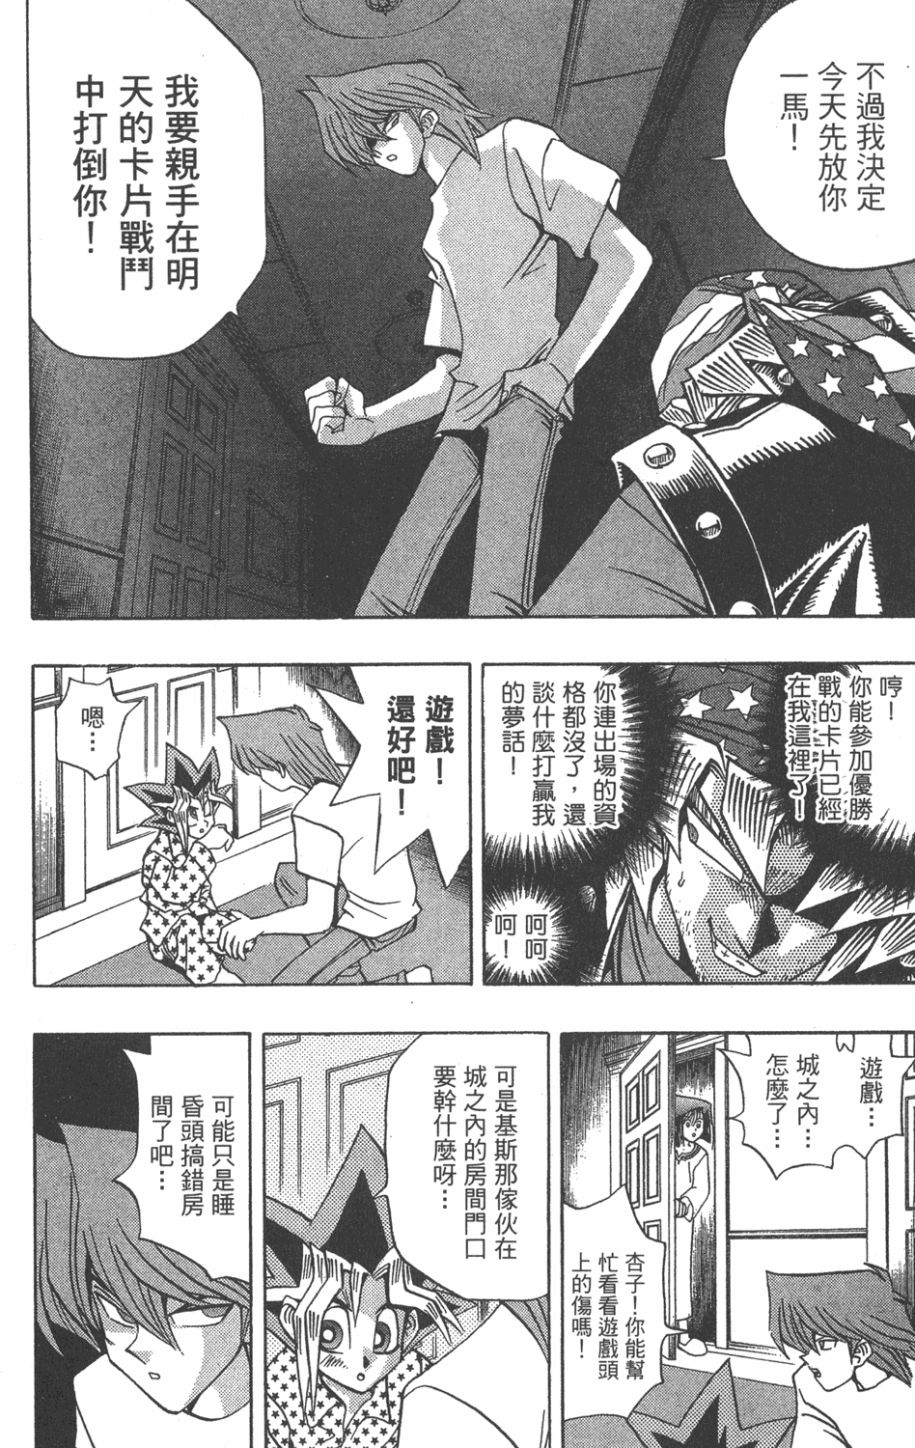 不過我決定
今天先放你
一馬！
我要親手在明
天的卡片戰鬥
中打倒你！
哼！
你能參加優勝
戰的卡片已經
在我這裡了！
你連出場的資
格都沒了，還
談什麼打贏我
的夢話！
呵呵
呵！
遊戲！
還好吧！
嗯…
遊戲…
城之內…
怎麼了…
杏子！你能幫
忙看看遊戲頭
上的傷嗎！
可是基斯那傢伙在
城之內的房間門口
要幹什麼呀…
可能只是睡
昏頭搞錯房
間了吧…